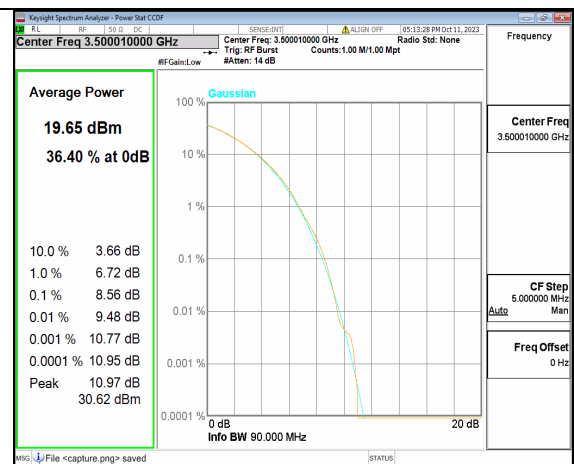 Keysight Spectrum Analyzer - Power Stat CCDF
LXI RL RF 50 Ω DC SENSE:INT ALIGN OFF 05:13:28 PM Oct 11, 2023
Center Freq 3.500010000 GHz
Center Freq: 3.500010000 GHz Radio Std: None
Trig: RF Burst Counts:1.00 M/1.00 Mpt
#IFGain:Low #Atten: 14 dB
Frequency
Average Power
19.65 dBm
36.40 % at 0dB
10.0 % 3.66 dB
1.0 % 6.72 dB
0.1 % 8.56 dB
0.01 % 9.48 dB
0.001 % 10.77 dB
0.0001 % 10.95 dB
Peak 10.97 dB
30.62 dBm
Gaussian
100 %
10 %
1 %
0.1 %
0.01 %
0.001 %
0.0001 %
0 dB 20 dB
Info BW 90.000 MHz
Center Freq
3.500010000 GHz
CF Step
5.000000 MHz
Auto Man
Freq Offset
0 Hz
MSG File <capture.png> saved STATUS